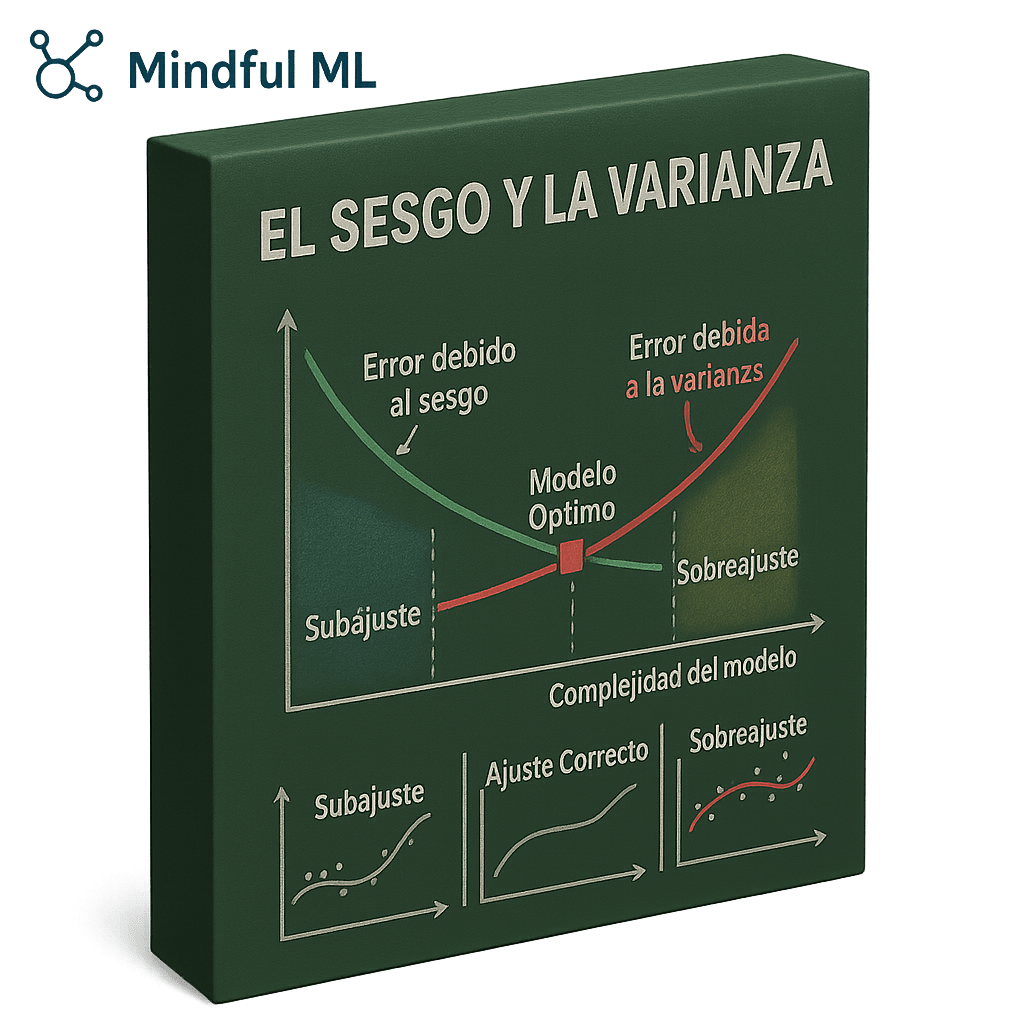 Mindful ML
EL SESGO Y LA VARIANZA
Error debido
al sesgo
Error debida
a la varianzs
Modelo
Optimo
Subajuste
Sobreajuste
Complejidad del modelo
Subajuste
Ajuste Correcto
Sobreajuste